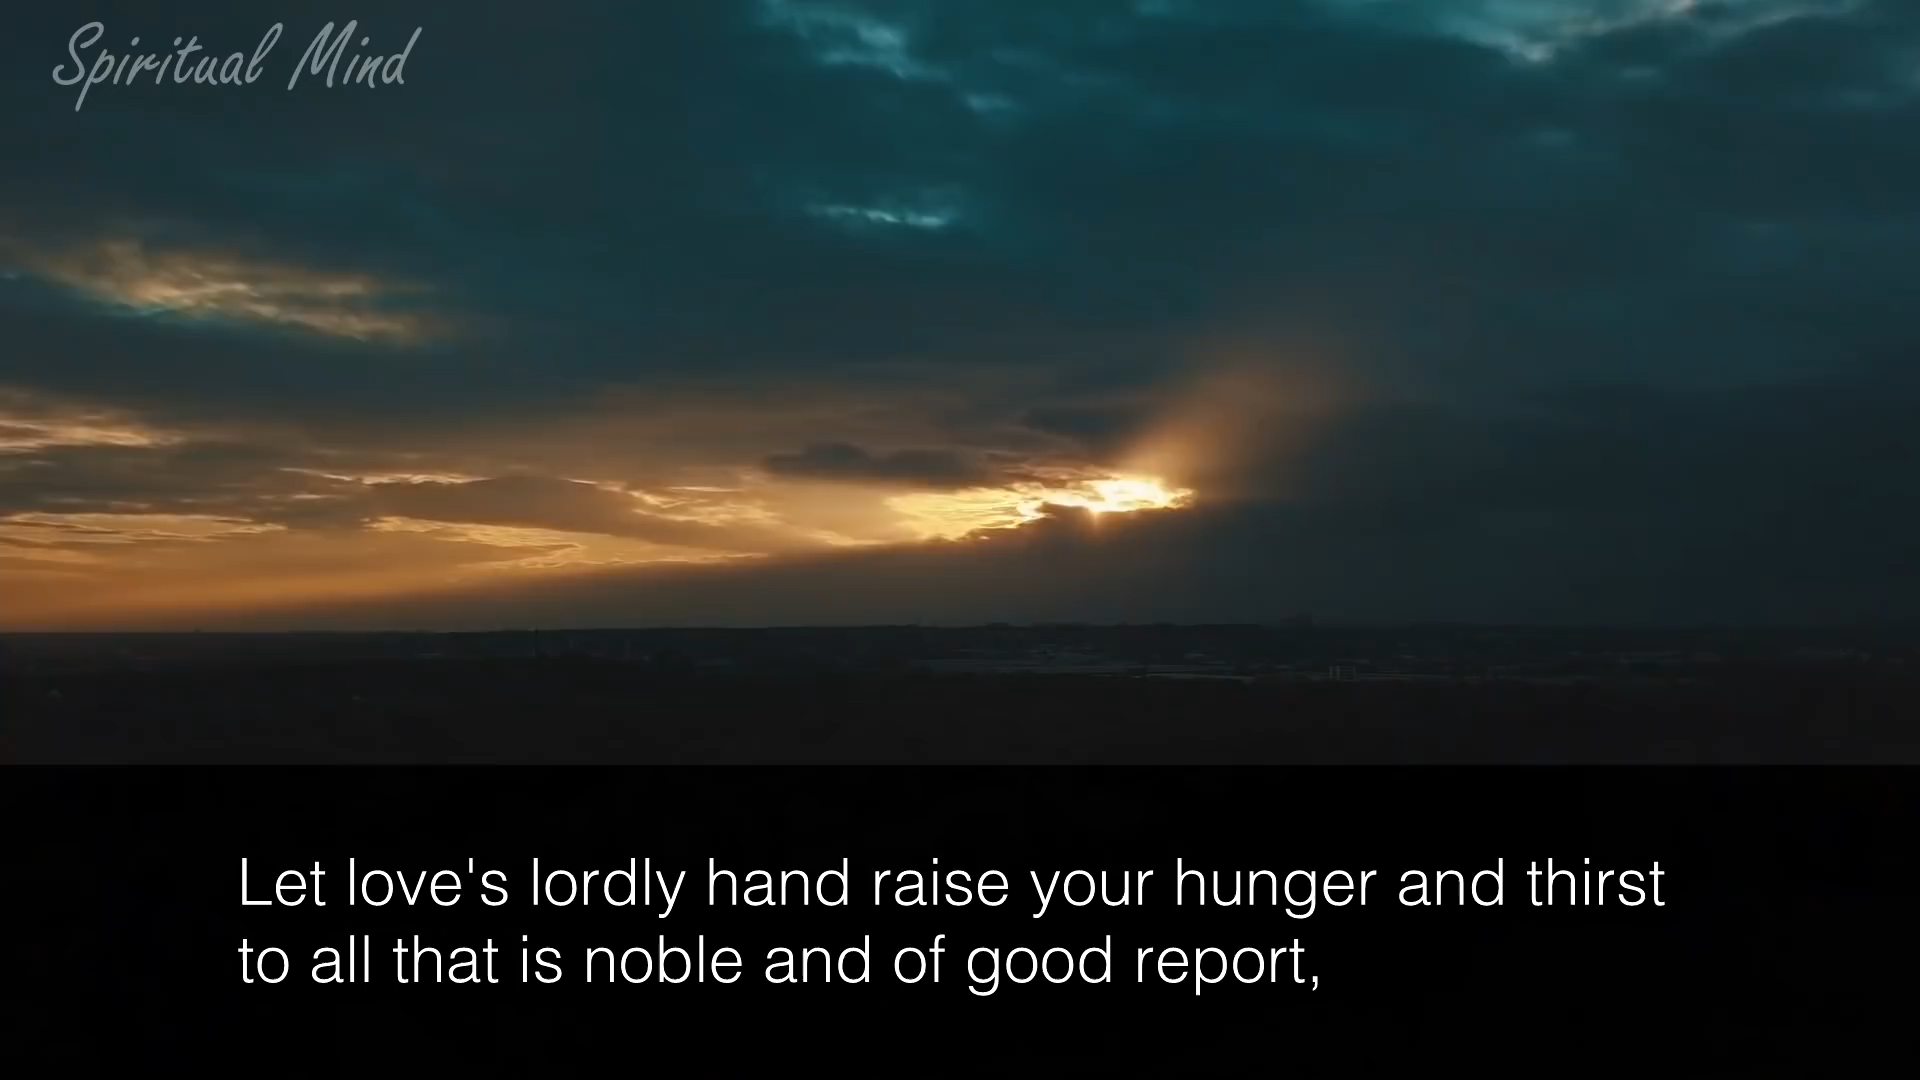 Spiritual Mind
Let love's lordly hand raise your hunger and thirst
to all that is noble and of good report,